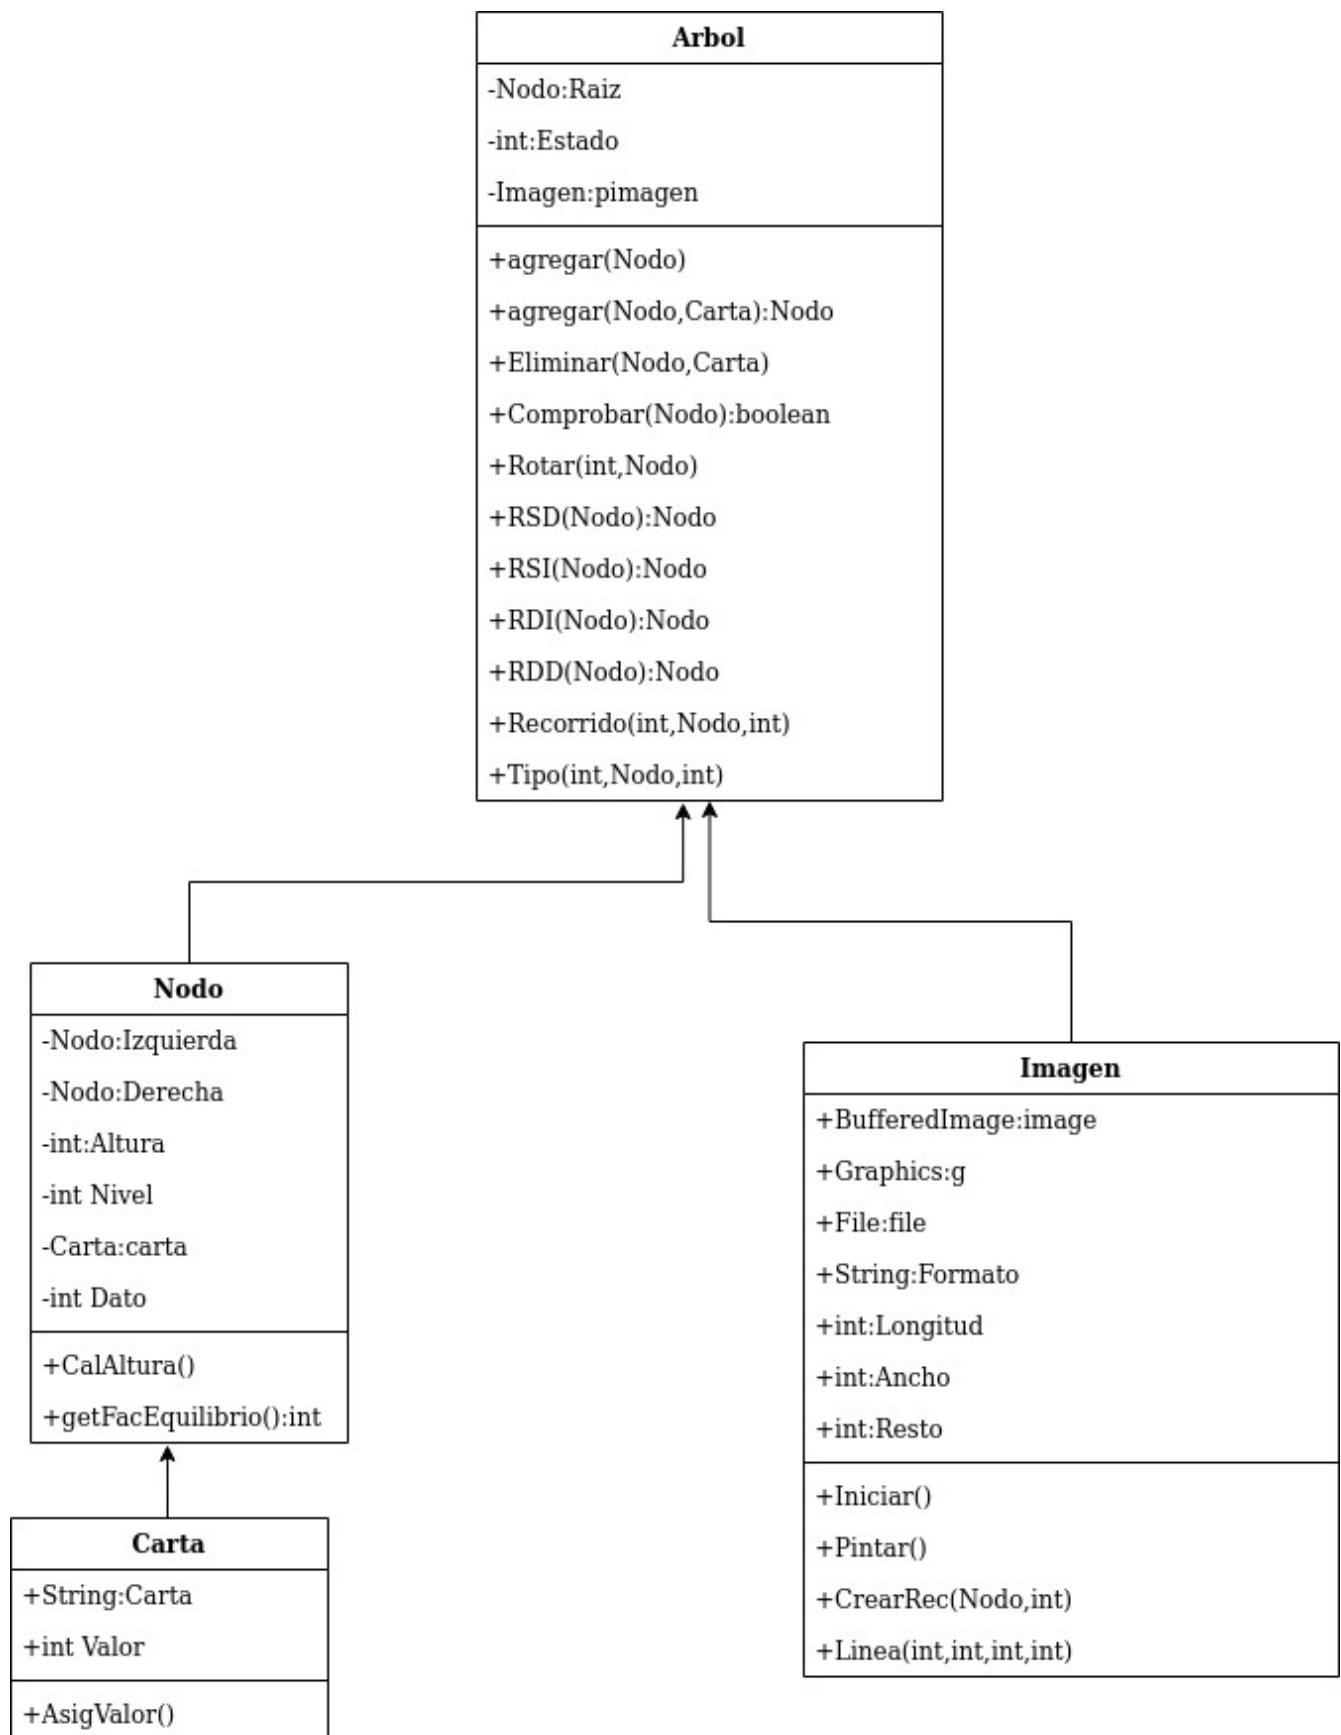 Arbol
-Nodo:Raiz
-int:Estado
-Imagen:pimagen
+agregar(Nodo)
+agregar(Nodo,Carta):Nodo
+Eliminar(Nodo,Carta)
+Comprobar(Nodo):boolean
+Rotar(int,Nodo)
+RSD(Nodo):Nodo
+RSI(Nodo):Nodo
+RDI(Nodo):Nodo
+RDD(Nodo):Nodo
+Recorrido(int,Nodo,int)
+Tipo(int,Nodo,int)
Nodo
-Nodo:Izquierda
-Nodo:Derecha
-int:Altura
-int Nivel
-Carta:carta
-int Dato
+CalAltura()
+getFacEquilibrio():int
Carta
+String:Carta
+int Valor
+AsigValor()
Imagen
+BufferedImage:image
+Graphics:g
+File:file
+String:Formato
+int:Longitud
+int:Ancho
+int:Resto
+Iniciar()
+Pintar()
+CrearRec(Nodo,int)
+Linea(int,int,int,int)